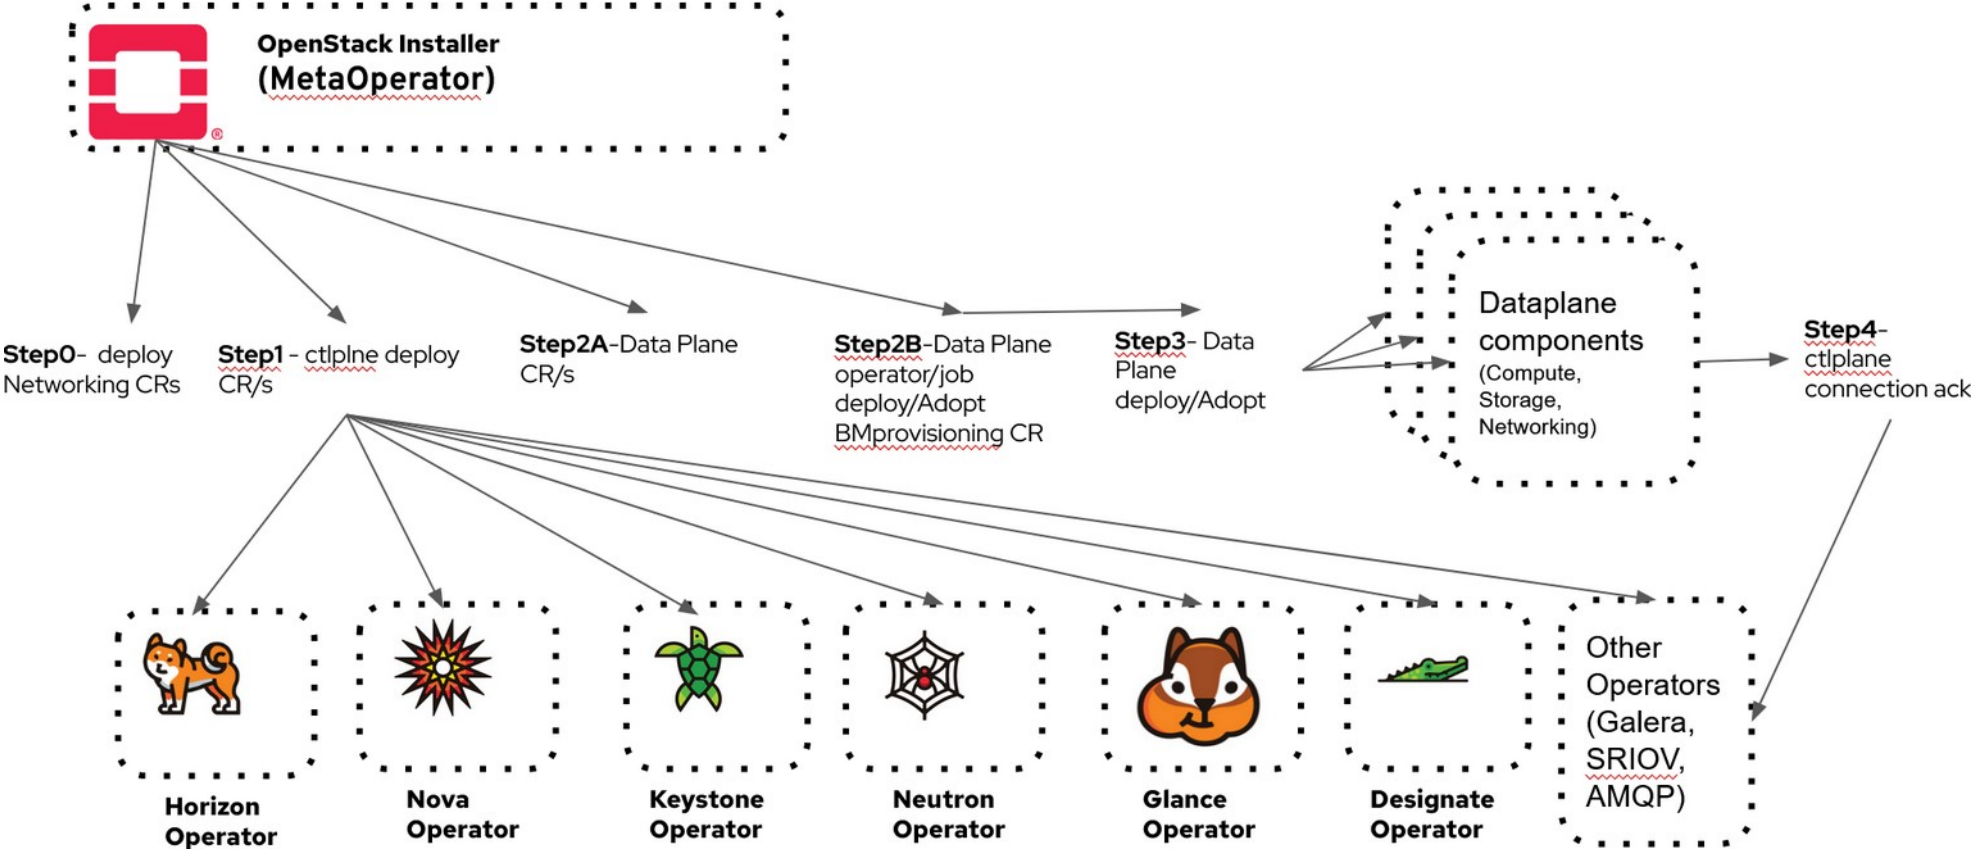 OpenStack Installer
(MetaOperator)
®
Step0- deploy
Networking CRs
Step1 - ctlplne deploy
CR/s
Step2A-Data Plane
CR/s
Step2B-Data Plane
operator/job
deploy/Adopt
BMprovisioning CR
Step3- Data
Plane
deploy/Adopt
Dataplane
components
(Compute,
Storage,
Networking)
Step4-
ctlplane
connection ack
Horizon
Operator
Nova
Operator
Keystone
Operator
Neutron
Operator
Glance
Operator
Designate
Operator
Other
Operators
(Galera,
SRIOV,
AMQP)